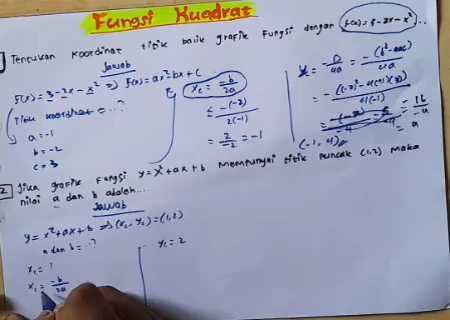 Fungsi Kuadrat
1 Tentukan koordinat titik balik grafik fungsi dengan f(x) = 3 - 2x - x² ...
Jawab
f(x) = 3 - 2x - x² => f(x) = ax² bx + c
Titik koordinat = ...?
a = -1
b = -2
c = 3
xc = -b/2a
= -(-2)/2(-1)
= 2/-2 = -1
y = -D/4a = -(b²-4ac)/4a
= -((-2)²-4(-1)(3))/4(-1)
= 16/4
(-1, 4)
2 Jika grafik fungsi y = x² + ax + b mempunyai titik puncak (1,2) maka
nilai a dan b adalah...
Jawab
y = x² + ax + b => (xc, yc) = (1,2)
a dan b = ..?
xc = 1
xc = -b/2a
yc = 2